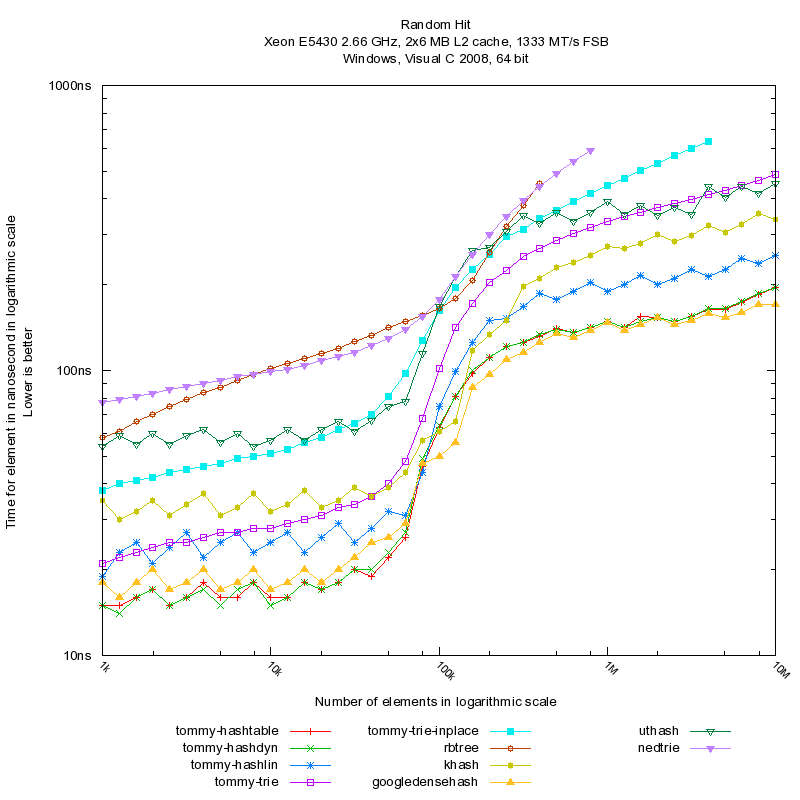 Random Hit
Xeon E5430 2.66 GHz, 2x6 MB L2 cache, 1333 MT/s FSB
Windows, Visual C 2008, 64 bit
1000ns
100ns
10ns
Time for element in nanosecond in logarithmic scale
Lower is better
1k
10k
100k
1M
10M
Number of elements in logarithmic scale
tommy-hashtable
tommy-hashdyn
tommy-hashlin
tommy-trie
tommy-trie-inplace
rbtree
khash
googledensehash
uthash
nedtrie